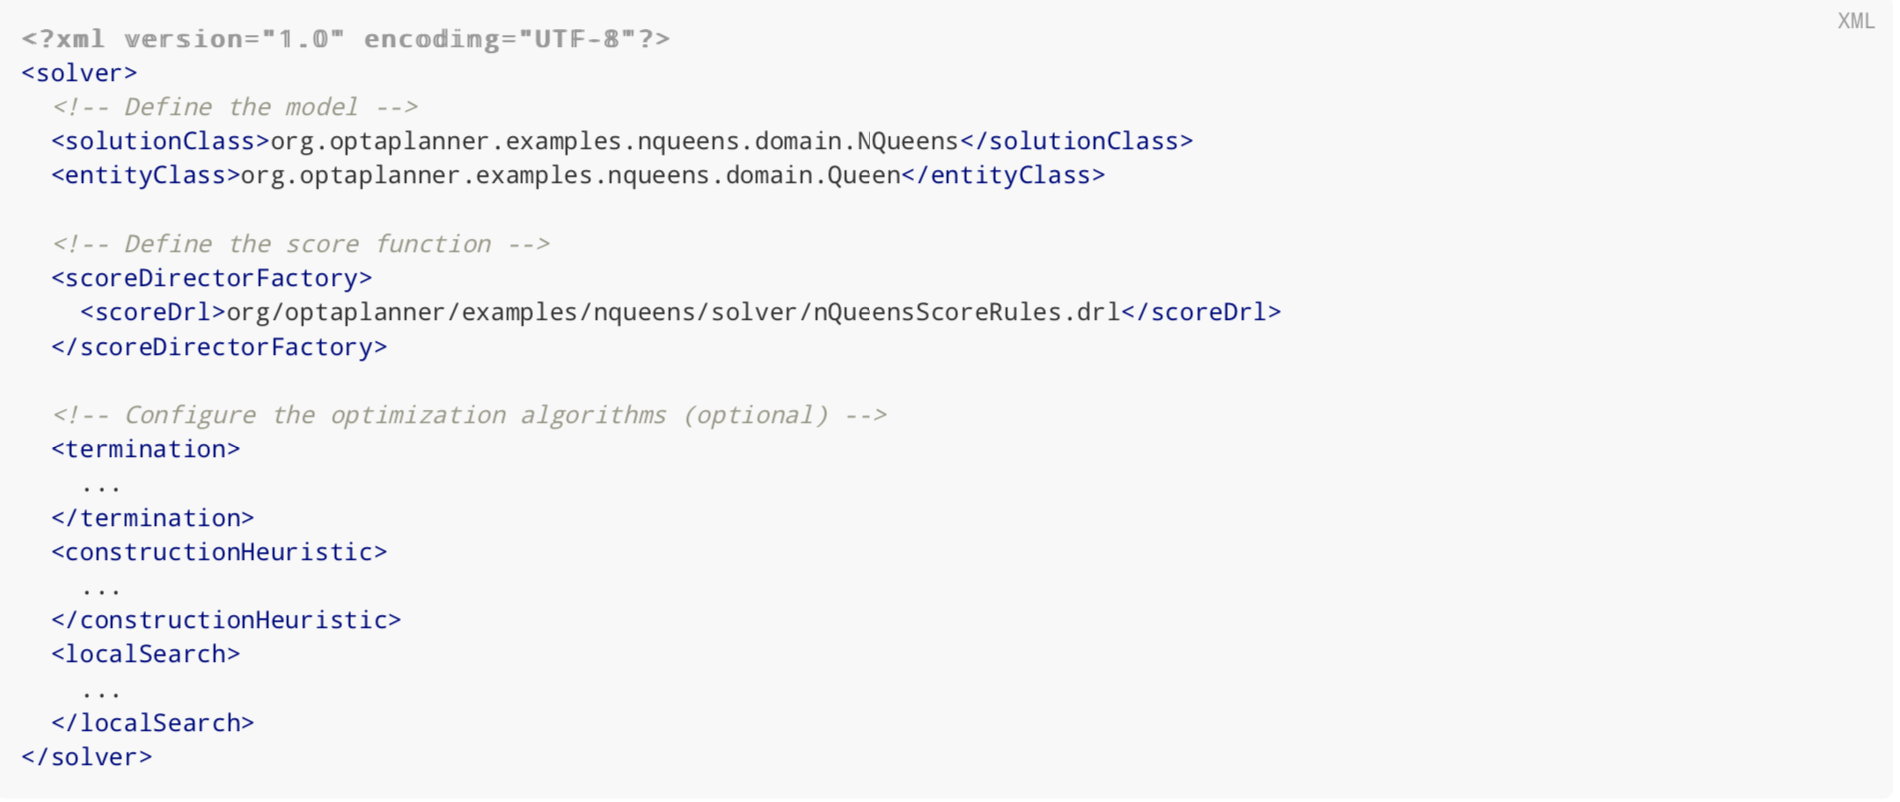 XML
<?xml version="1.0" encoding="UTF-8"?>
<solver>
  <!-- Define the model -->
  <solutionClass>org.optaplanner.examples.nqueens.domain.NQueens</solutionClass>
  <entityClass>org.optaplanner.examples.nqueens.domain.Queen</entityClass>

  <!-- Define the score function -->
  <scoreDirectorFactory>
    <scoreDrl>org/optaplanner/examples/nqueens/solver/nQueensScoreRules.drl</scoreDrl>
  </scoreDirectorFactory>

  <!-- Configure the optimization algorithms (optional) -->
  <termination>
    ...
  </termination>
  <constructionHeuristic>
    ...
  </constructionHeuristic>
  <localSearch>
    ...
  </localSearch>
</solver>